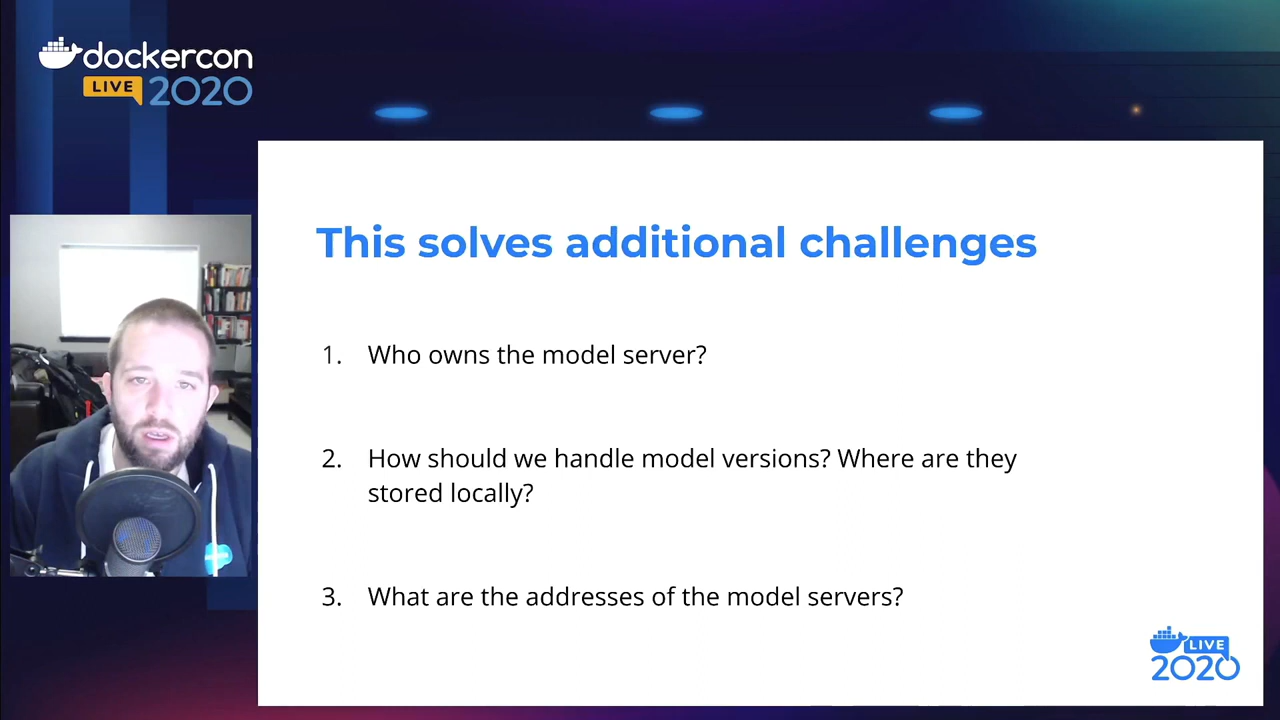 dockercon
LIVE 2020
This solves additional challenges
1. Who owns the model server?
2. How should we handle model versions? Where are they
stored locally?
3. What are the addresses of the model servers?
LIVE
2020